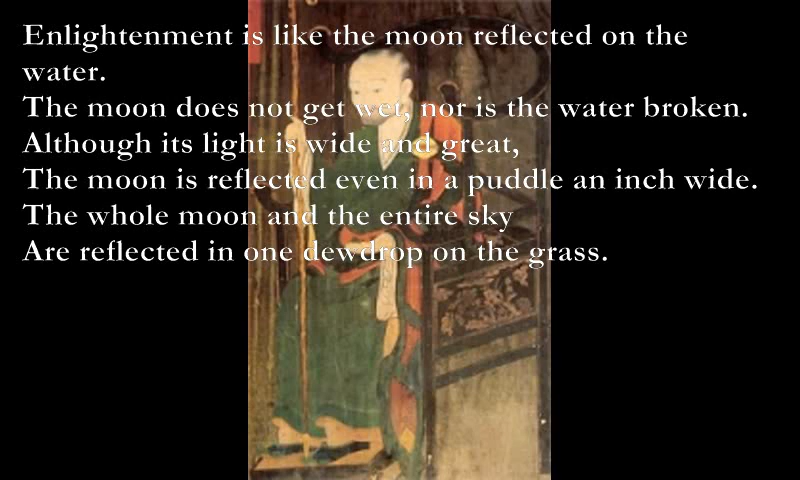 Enlightenment is like the moon reflected on the
water.
The moon does not get wet, nor is the water broken.
Although its light is wide and great,
The moon is reflected even in a puddle an inch wide.
The whole moon and the entire sky
Are reflected in one dewdrop on the grass.